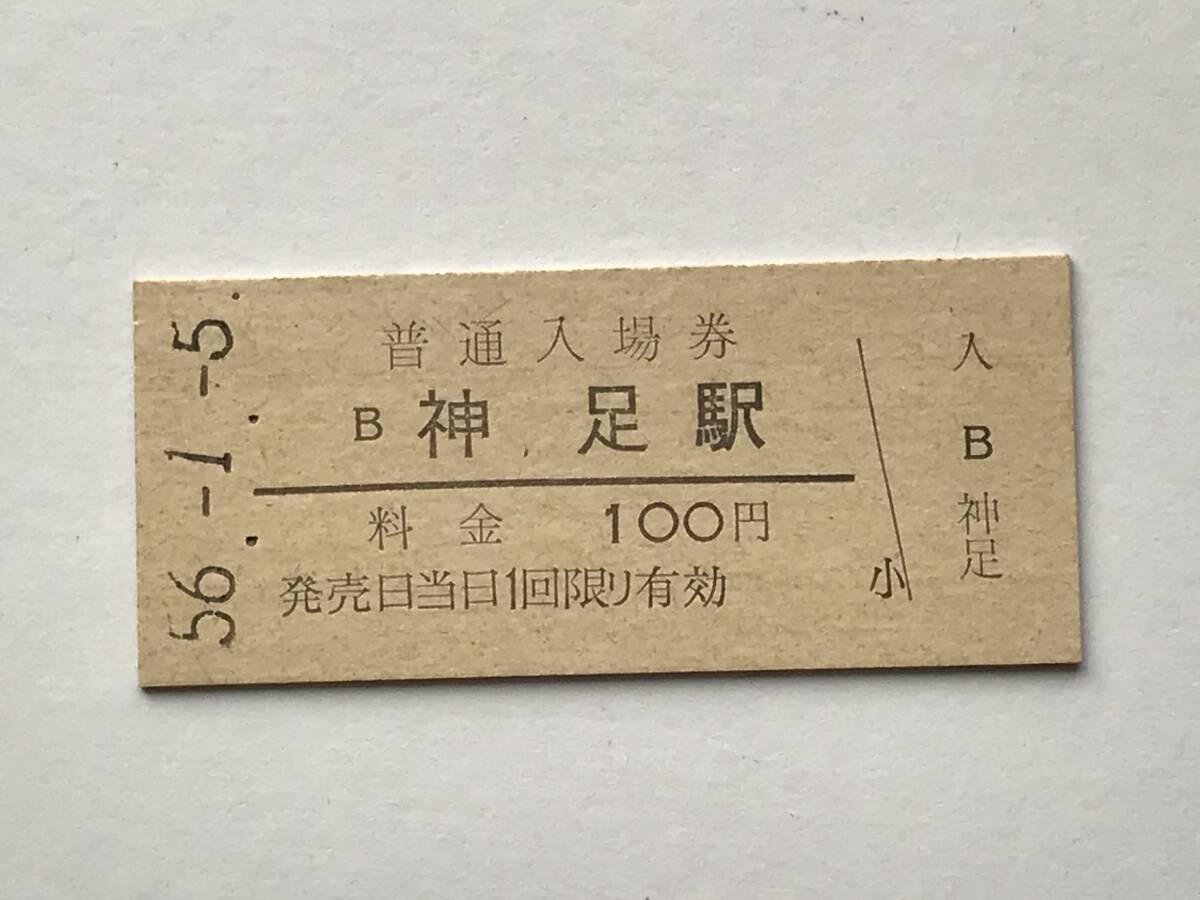 56.-1.-5.
普通入場券
B 神足駅
料金 100円
発売日当日1回限り有効
小
入
B
神足